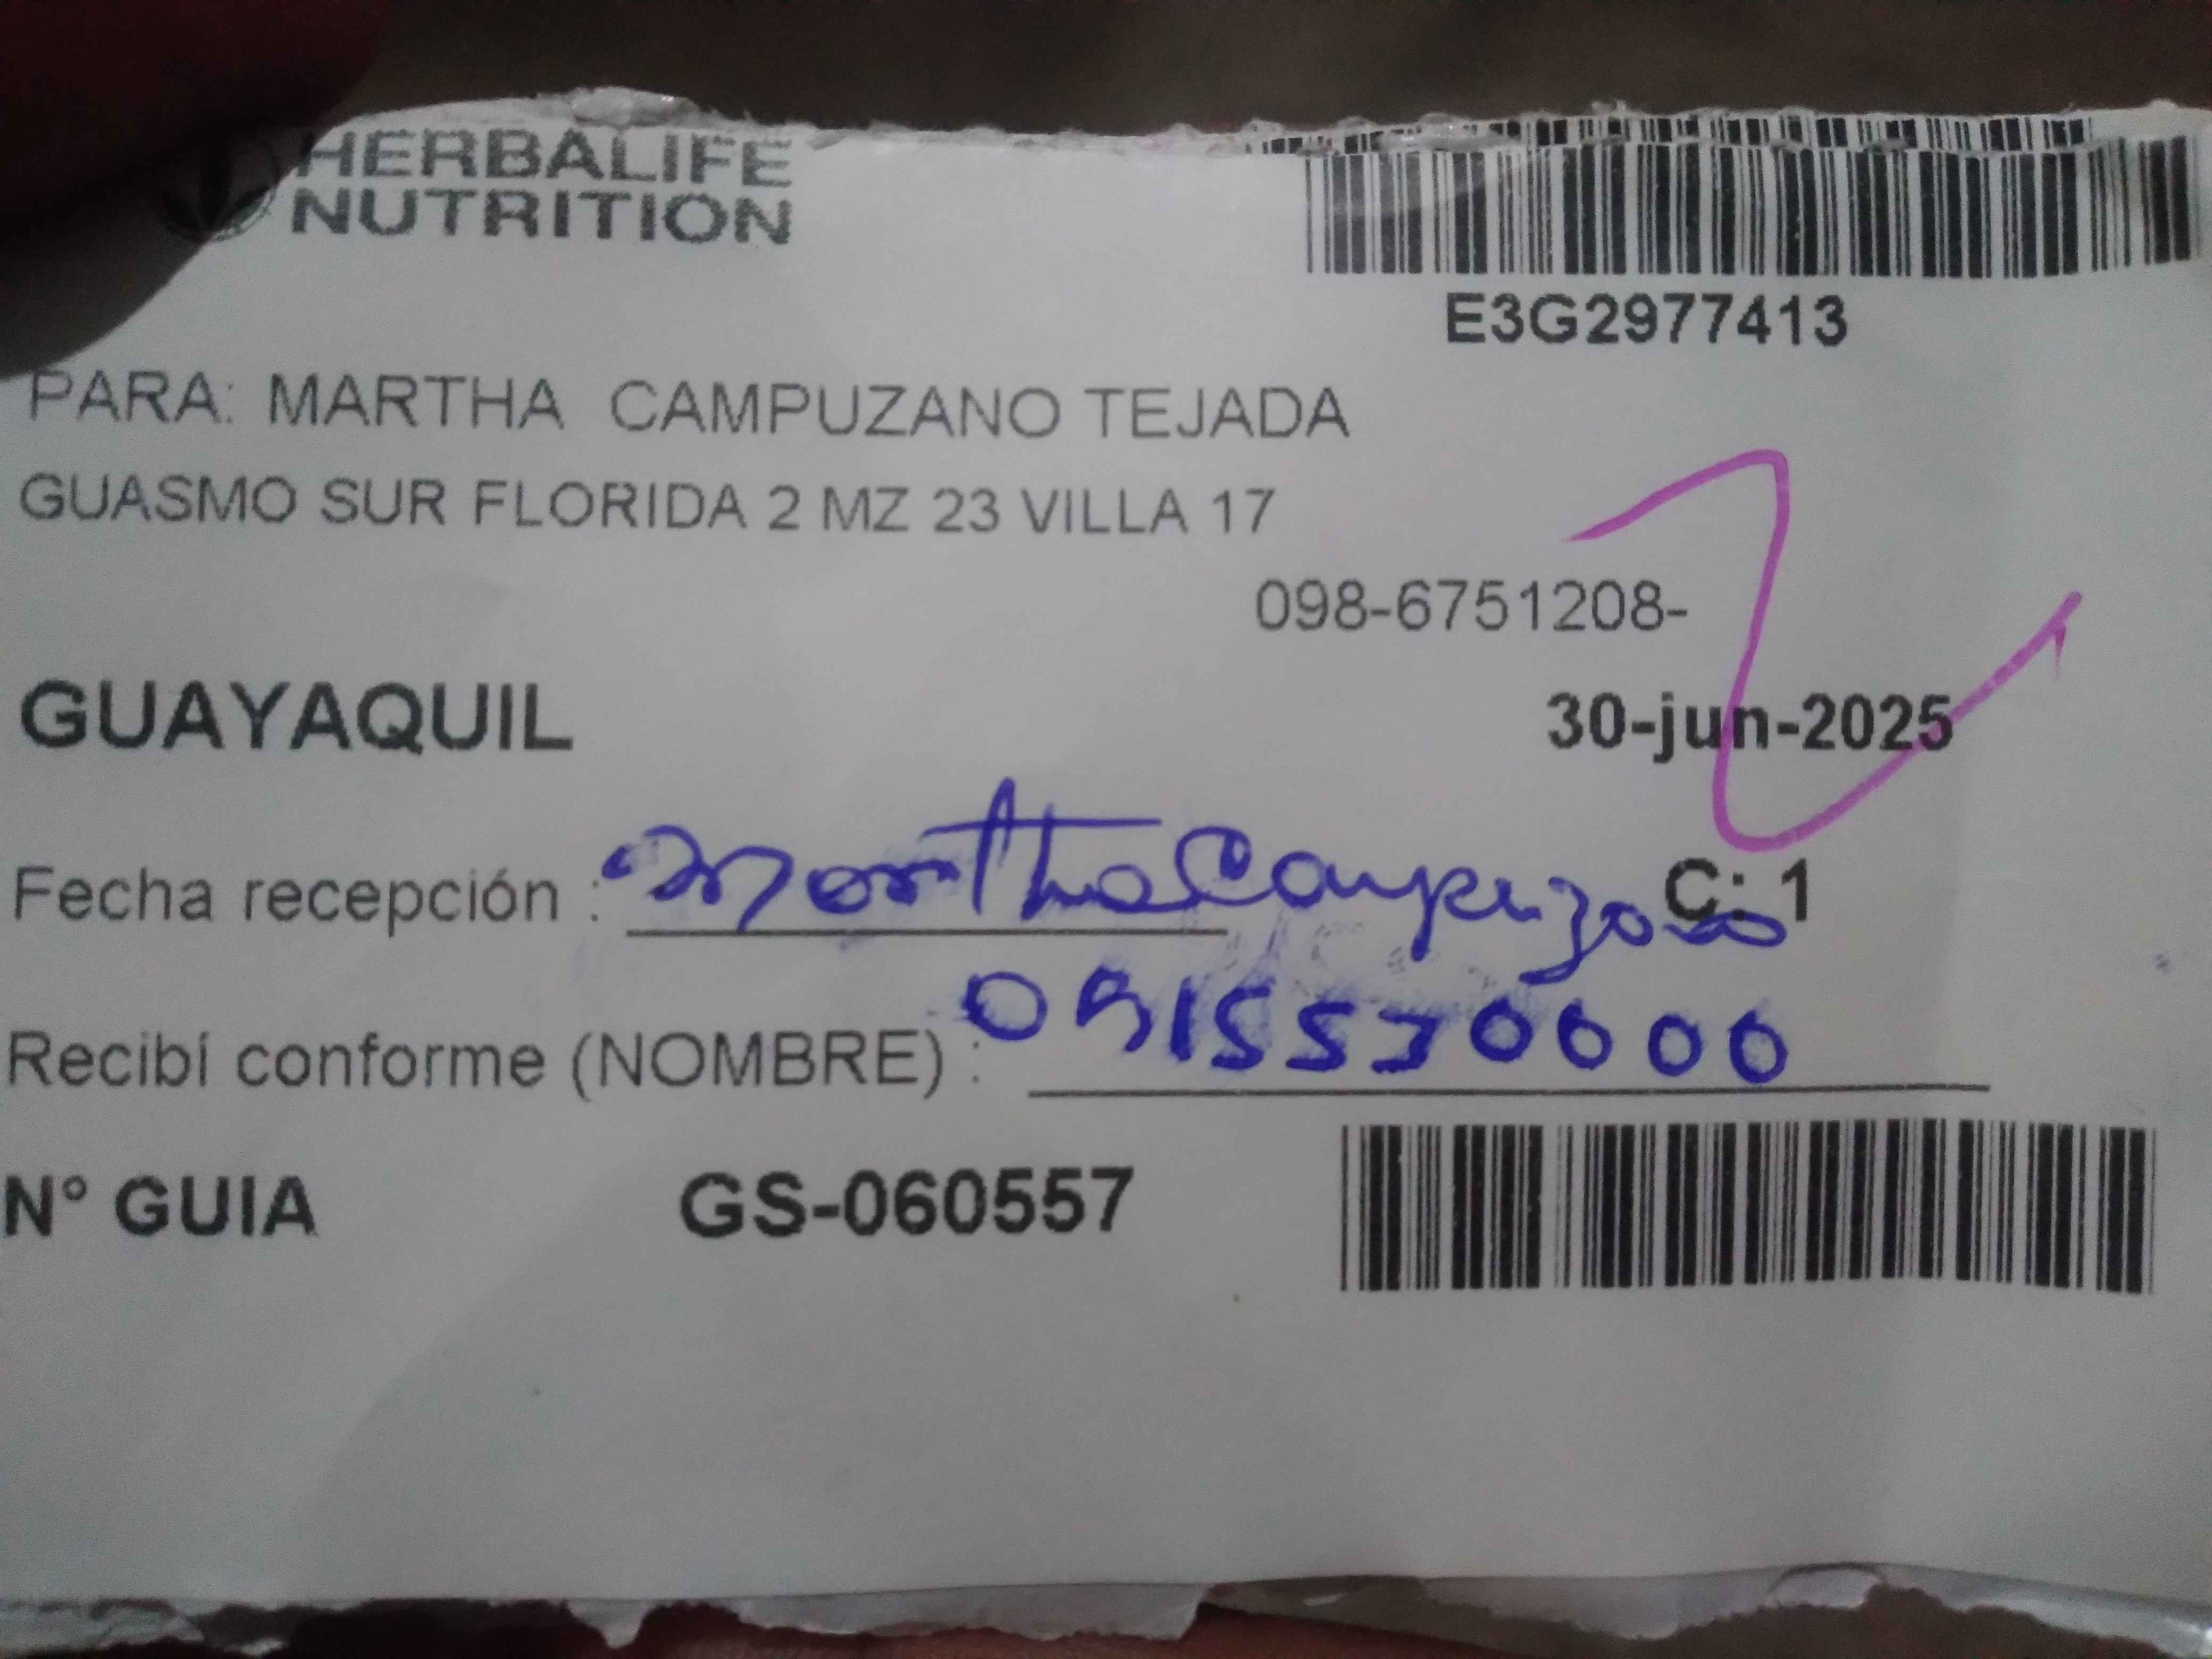 HERBALIFE
NUTRITION
E3G2977413
PARA: MARTHA CAMPUZANO TEJADA
GUASMO SUR FLORIDA 2 MZ 23 VILLA 17
098-6751208-
GUAYAQUIL
30-jun-2025
Fecha recepción : Martha Campuzano C: 1
Recibí conforme (NOMBRE) : 0915530000
N° GUIA GS-060557